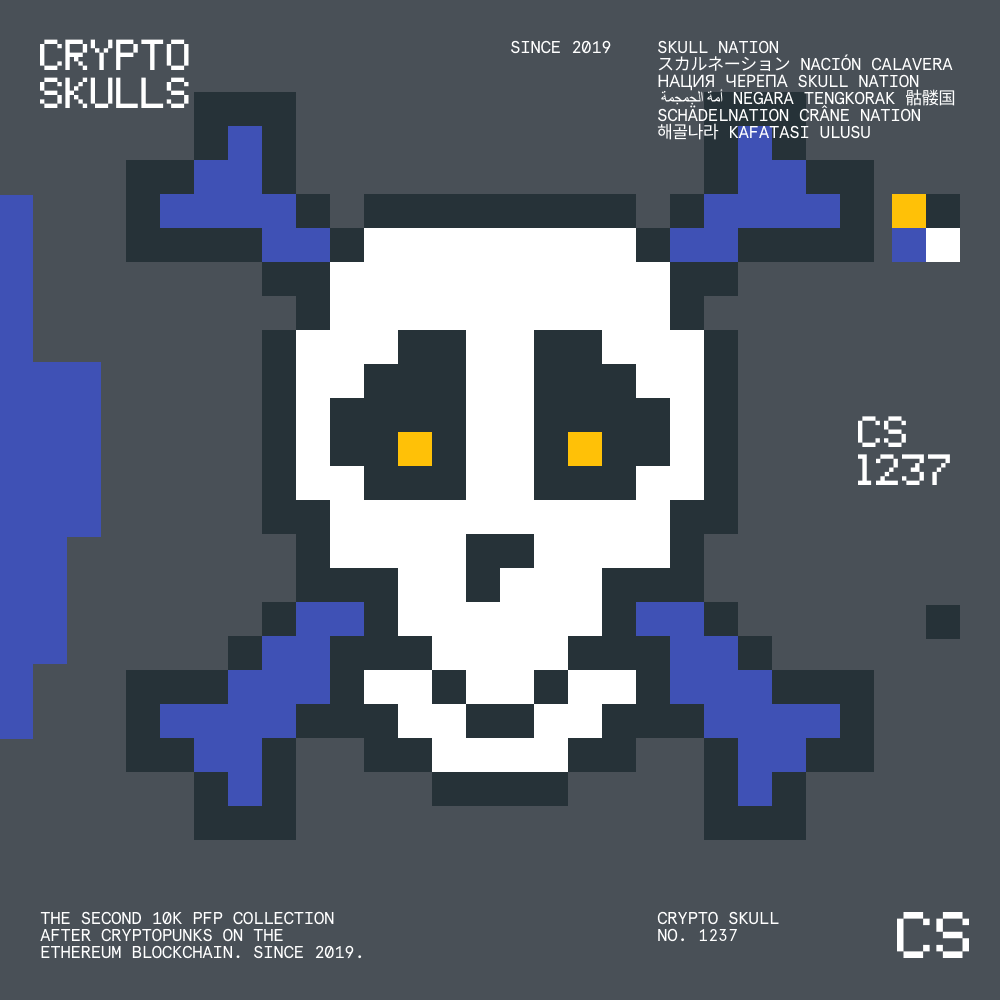 CRYPTO
SKULLS
SINCE 2019
SKULL NATION
スカルネーション NACIÓN CALAVERA
НАЦИЯ ЧЕРЕПА SKULL NATION
أمة الجمجمة NEGARA TENGKORAK 骷髅国
SCHÄDELNATION CRÂNE NATION
해골나라 KAFATASI ULUSU
CS
1237
THE SECOND 10K PFP COLLECTION
AFTER CRYPTOPUNKS ON THE
ETHEREUM BLOCKCHAIN. SINCE 2019.
CRYPTO SKULL
NO. 1237
CS